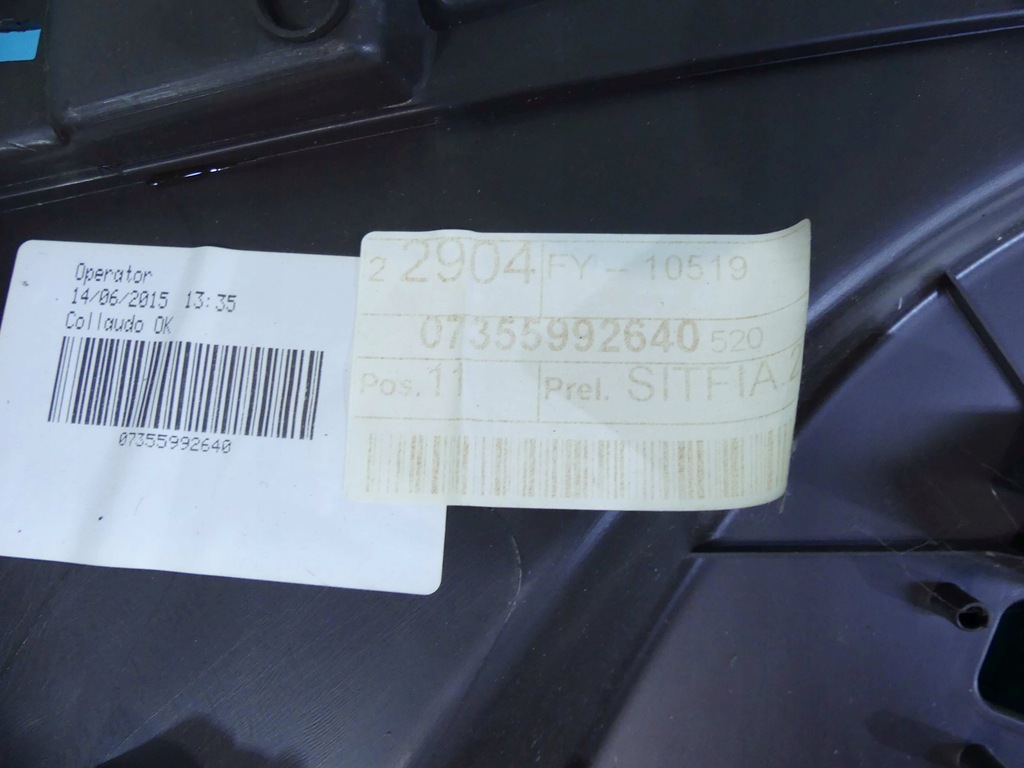 Operator
14/06/2015 13:35
Collaudo OK
07355992640
2 2904 FY -- 10519
07355992640 520
Pos. 11 Prel. SITFIA.2